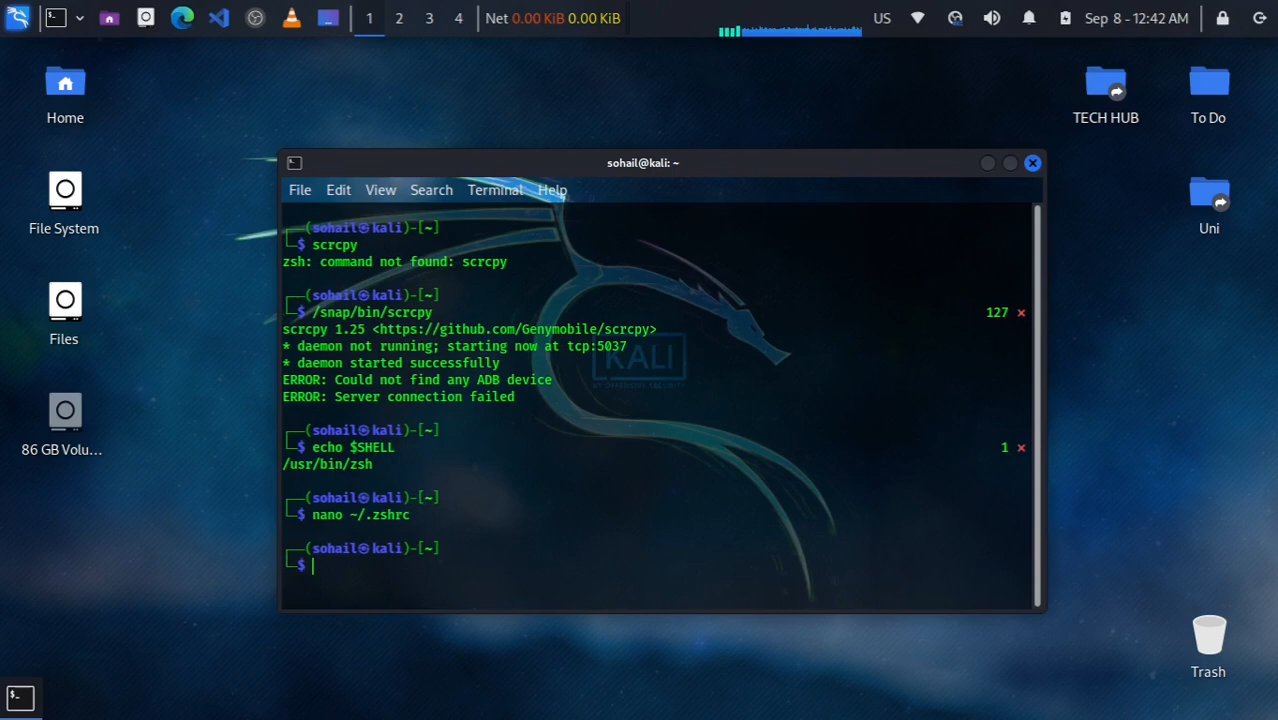 1 2 3 4 Net 0.00 KiB 0.00 KiB US Sep 8 - 12:42 AM
Home
File System
Files
86 GB Volu...
TECH HUB
To Do
Uni
Trash
sohail@kali: ~
File Edit View Search Terminal Help
┌──(sohail㉿kali)-[~]
└─$ scrcpy
zsh: command not found: scrcpy
┌──(sohail㉿kali)-[~]
└─$ /snap/bin/scrcpy 127 ⨯
scrcpy 1.25 <https://github.com/Genymobile/scrcpy>
* daemon not running; starting now at tcp:5037
* daemon started successfully
ERROR: Could not find any ADB device
ERROR: Server connection failed
┌──(sohail㉿kali)-[~]
└─$ echo $SHELL 1 ⨯
/usr/bin/zsh
┌──(sohail㉿kali)-[~]
└─$ nano ~/.zshrc
┌──(sohail㉿kali)-[~]
└─$
KALI